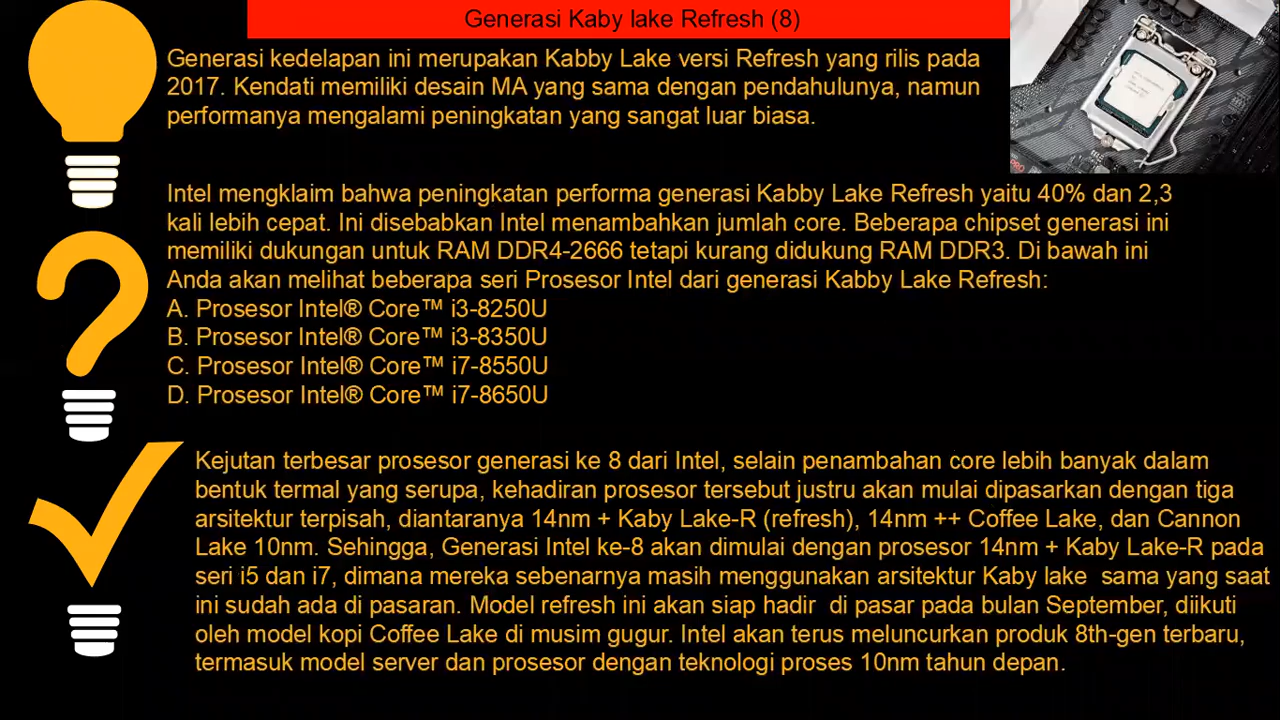 Generasi Kaby lake Refresh (8)
Generasi kedelapan ini merupakan Kabby Lake versi Refresh yang rilis pada
2017. Kendati memiliki desain MA yang sama dengan pendahulunya, namun
performanya mengalami peningkatan yang sangat luar biasa.
Intel mengklaim bahwa peningkatan performa generasi Kabby Lake Refresh yaitu 40% dan 2,3
kali lebih cepat. Ini disebabkan Intel menambahkan jumlah core. Beberapa chipset generasi ini
memiliki dukungan untuk RAM DDR4-2666 tetapi kurang didukung RAM DDR3. Di bawah ini
Anda akan melihat beberapa seri Prosesor Intel dari generasi Kabby Lake Refresh:
A. Prosesor Intel® Core™ i3-8250U
B. Prosesor Intel® Core™ i3-8350U
C. Prosesor Intel® Core™ i7-8550U
D. Prosesor Intel® Core™ i7-8650U
Kejutan terbesar prosesor generasi ke 8 dari Intel, selain penambahan core lebih banyak dalam
bentuk termal yang serupa, kehadiran prosesor tersebut justru akan mulai dipasarkan dengan tiga
arsitektur terpisah, diantaranya 14nm + Kaby Lake-R (refresh), 14nm ++ Coffee Lake, dan Cannon
Lake 10nm. Sehingga, Generasi Intel ke-8 akan dimulai dengan prosesor 14nm + Kaby Lake-R pada
seri i5 dan i7, dimana mereka sebenarnya masih menggunakan arsitektur Kaby lake  sama yang saat
ini sudah ada di pasaran. Model refresh ini akan siap hadir  di pasar pada bulan September, diikuti
oleh model kopi Coffee Lake di musim gugur. Intel akan terus meluncurkan produk 8th-gen terbaru,
termasuk model server dan prosesor dengan teknologi proses 10nm tahun depan.